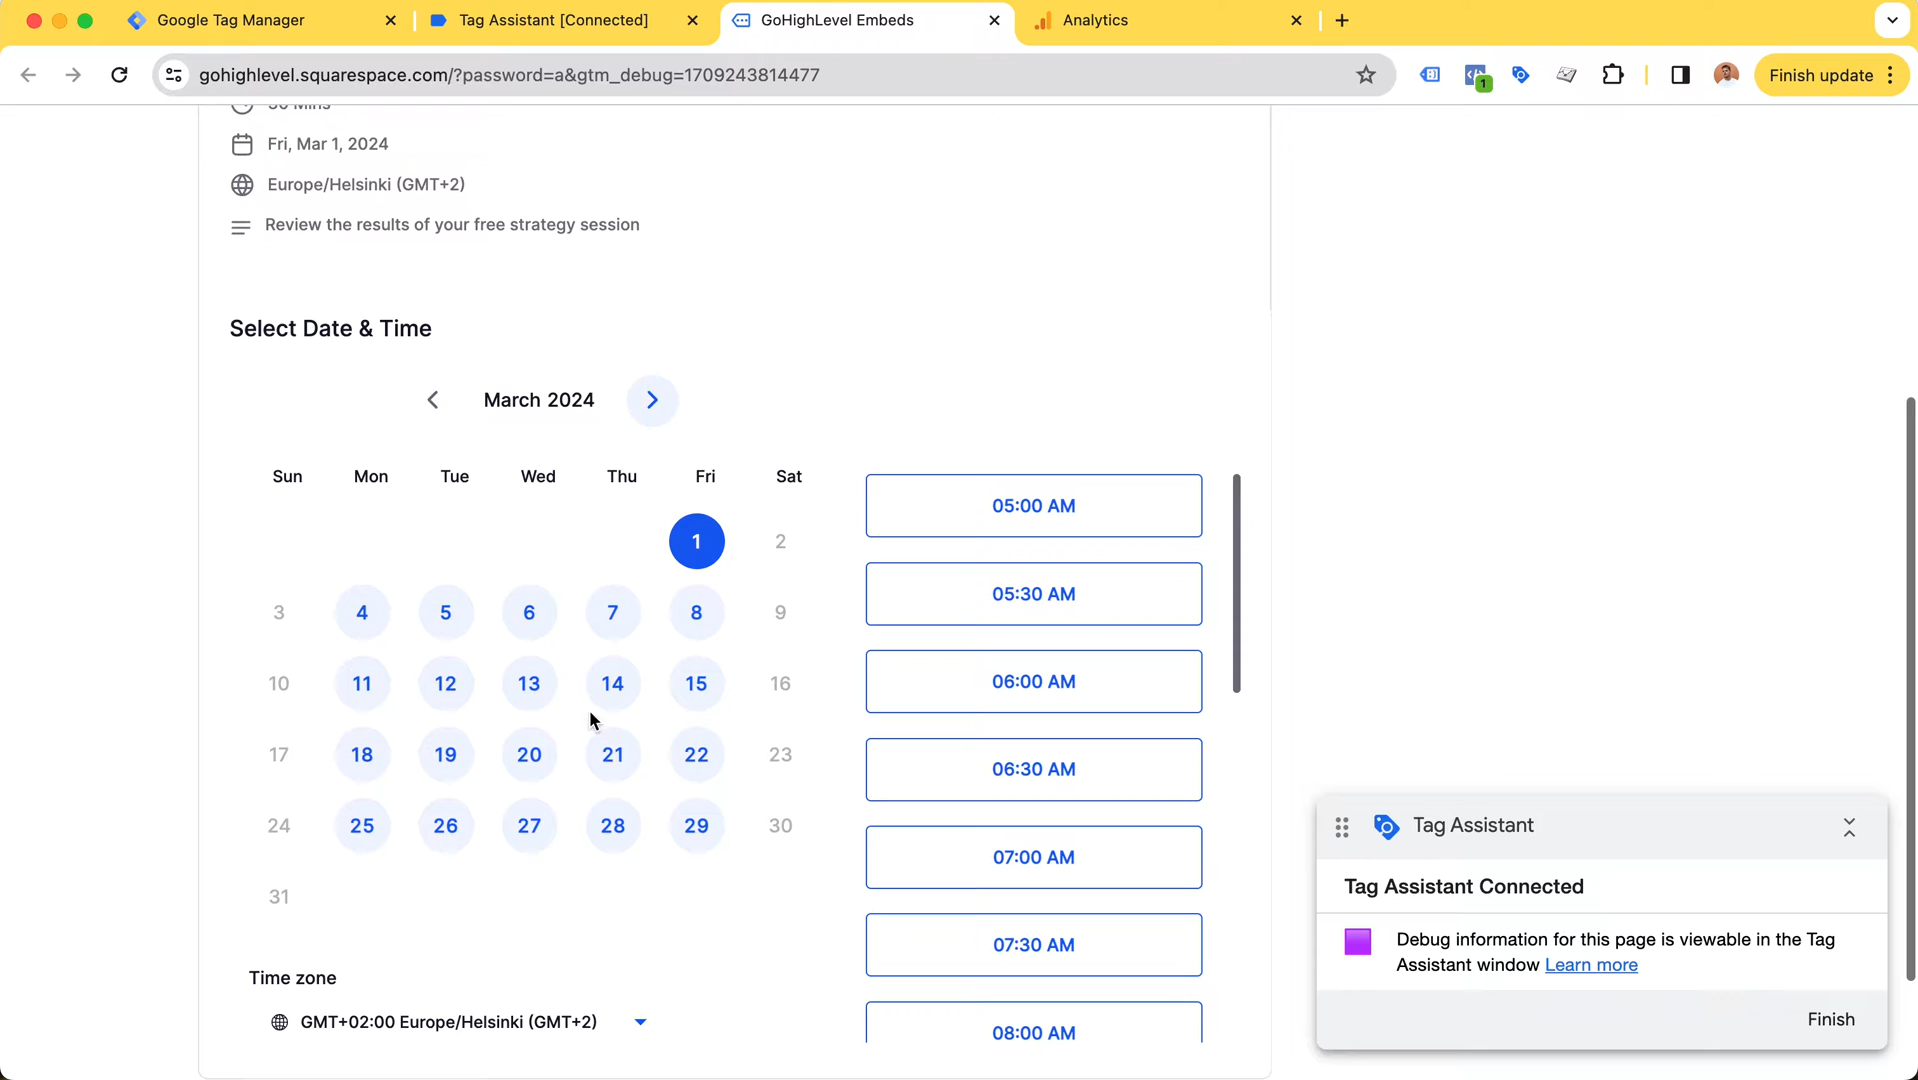 Google Tag Manager
Tag Assistant [Connected]
GoHighLevel Embeds
Analytics
gohighlevel.squarespace.com/?password=a&gtm_debug=1709243814477
1
Finish update
30 Mins
Fri, Mar 1, 2024
Europe/Helsinki (GMT+2)
Review the results of your free strategy session
Select Date & Time
March 2024
Sun Mon Tue Wed Thu Fri Sat
1 2
3 4 5 6 7 8 9
10 11 12 13 14 15 16
17 18 19 20 21 22 23
24 25 26 27 28 29 30
31
05:00 AM
05:30 AM
06:00 AM
06:30 AM
07:00 AM
07:30 AM
08:00 AM
Time zone
GMT+02:00 Europe/Helsinki (GMT+2)
Tag Assistant
Tag Assistant Connected
Debug information for this page is viewable in the Tag
Assistant window Learn more
Finish